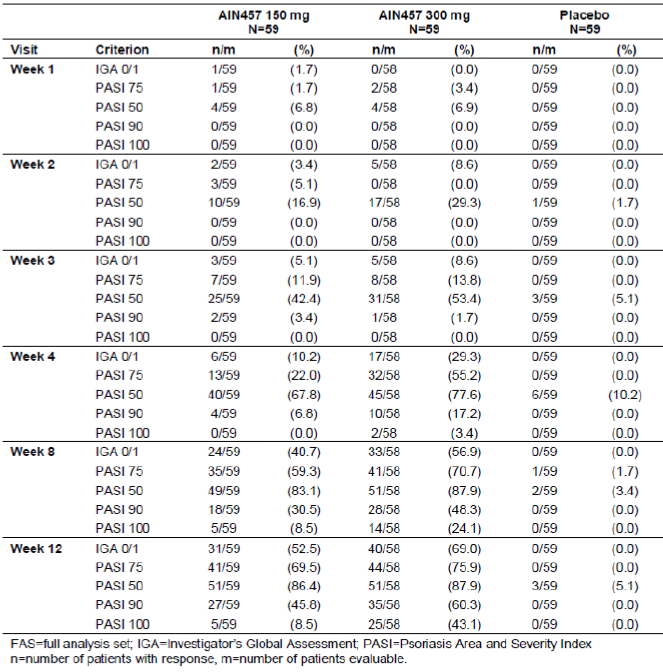 AIN457 150 mg AIN457 300 mg Placebo
N=59 N=59 N=59
Visit Criterion n/m (%) n/m (%) n/m (%)
Week 1 IGA 0/1 1/59 (1.7) 0/58 (0.0) 0/59 (0.0)
PASI 75 1/59 (1.7) 2/58 (3.4) 0/59 (0.0)
PASI 50 4/59 (6.8) 4/58 (6.9) 0/59 (0.0)
PASI 90 0/59 (0.0) 0/58 (0.0) 0/59 (0.0)
PASI 100 0/59 (0.0) 0/58 (0.0) 0/59 (0.0)
Week 2 IGA 0/1 2/59 (3.4) 5/58 (8.6) 0/59 (0.0)
PASI 75 3/59 (5.1) 0/58 (0.0) 0/59 (0.0)
PASI 50 10/59 (16.9) 17/58 (29.3) 1/59 (1.7)
PASI 90 0/59 (0.0) 0/58 (0.0) 0/59 (0.0)
PASI 100 0/59 (0.0) 0/58 (0.0) 0/59 (0.0)
Week 3 IGA 0/1 3/59 (5.1) 5/58 (8.6) 0/59 (0.0)
PASI 75 7/59 (11.9) 8/58 (13.8) 0/59 (0.0)
PASI 50 25/59 (42.4) 31/58 (53.4) 3/59 (5.1)
PASI 90 2/59 (3.4) 1/58 (1.7) 0/59 (0.0)
PASI 100 0/59 (0.0) 0/58 (0.0) 0/59 (0.0)
Week 4 IGA 0/1 6/59 (10.2) 17/58 (29.3) 0/59 (0.0)
PASI 75 13/59 (22.0) 32/58 (55.2) 0/59 (0.0)
PASI 50 40/59 (67.8) 45/58 (77.6) 6/59 (10.2)
PASI 90 4/59 (6.8) 10/58 (17.2) 0/59 (0.0)
PASI 100 0/59 (0.0) 2/58 (3.4) 0/59 (0.0)
Week 8 IGA 0/1 24/59 (40.7) 33/58 (56.9) 0/59 (0.0)
PASI 75 35/59 (59.3) 41/58 (70.7) 1/59 (1.7)
PASI 50 49/59 (83.1) 51/58 (87.9) 2/59 (3.4)
PASI 90 18/59 (30.5) 28/58 (48.3) 0/59 (0.0)
PASI 100 5/59 (8.5) 14/58 (24.1) 0/59 (0.0)
Week 12 IGA 0/1 31/59 (52.5) 40/58 (69.0) 0/59 (0.0)
PASI 75 41/59 (69.5) 44/58 (75.9) 0/59 (0.0)
PASI 50 51/59 (86.4) 51/58 (87.9) 3/59 (5.1)
PASI 90 27/59 (45.8) 35/58 (60.3) 0/59 (0.0)
PASI 100 5/59 (8.5) 25/58 (43.1) 0/59 (0.0)
FAS=full analysis set; IGA=Investigator's Global Assessment; PASI=Psoriasis Area and Severity Index
n=number of patients with response, m=number of patients evaluable.